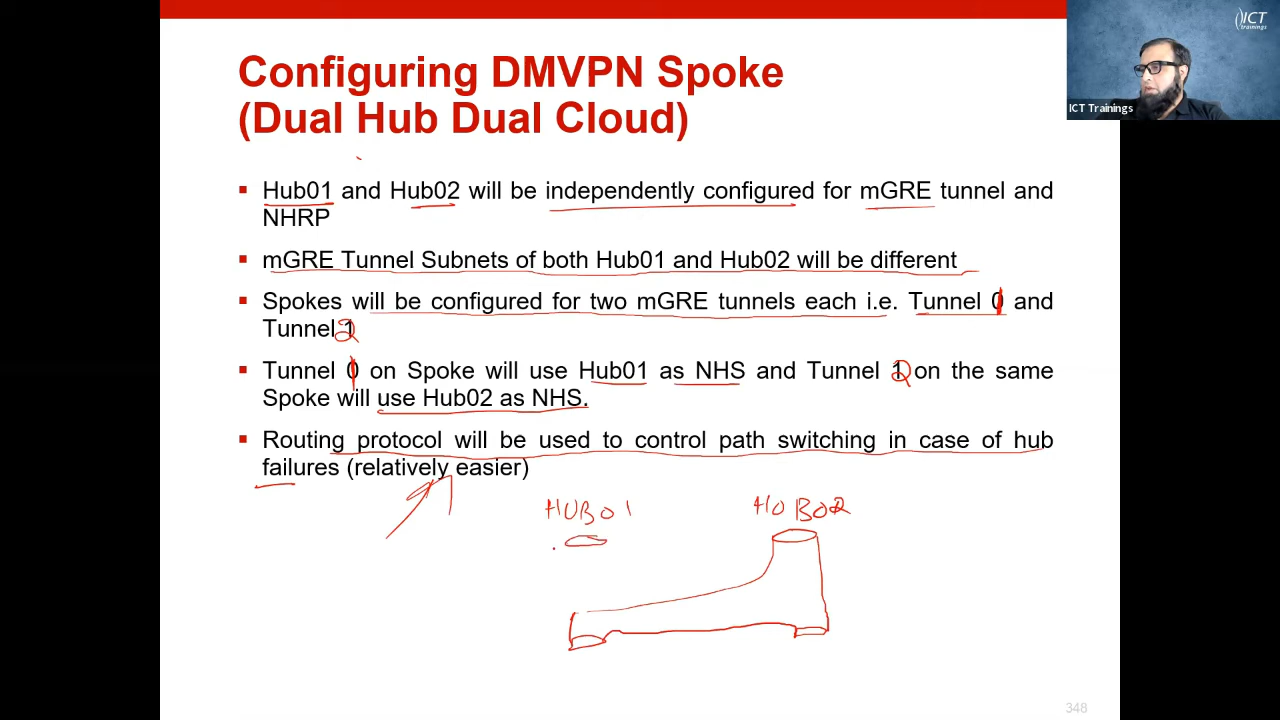 Configuring DMVPN Spoke
(Dual Hub Dual Cloud)
ICT
trainings
ICT Trainings
▪ Hub01 and Hub02 will be independently configured for mGRE tunnel and
NHRP
▪ mGRE Tunnel Subnets of both Hub01 and Hub02 will be different
▪ Spokes will be configured for two mGRE tunnels each i.e. Tunnel 1 and
Tunnel 2
▪ Tunnel 1 on Spoke will use Hub01 as NHS and Tunnel 2 on the same
Spoke will use Hub02 as NHS.
▪ Routing protocol will be used to control path switching in case of hub
failures (relatively easier)
HUB01 HUB02
348